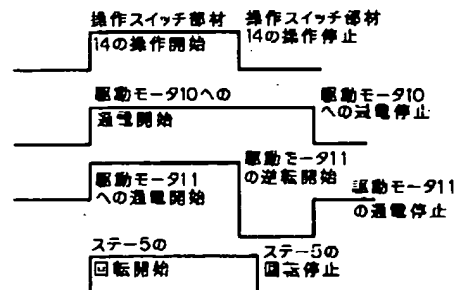 操作スイッチ部材
14の操作開始
操作スイッチ部材
14の操作停止
駆動モータ10への
通電開始
駆動モータ10
への通電停止
駆動モータ11
への通電開始
駆動モータ11
の逆転開始
駆動モータ11
の通電停止
ステー5の
回転開始
ステー5の
回転停止